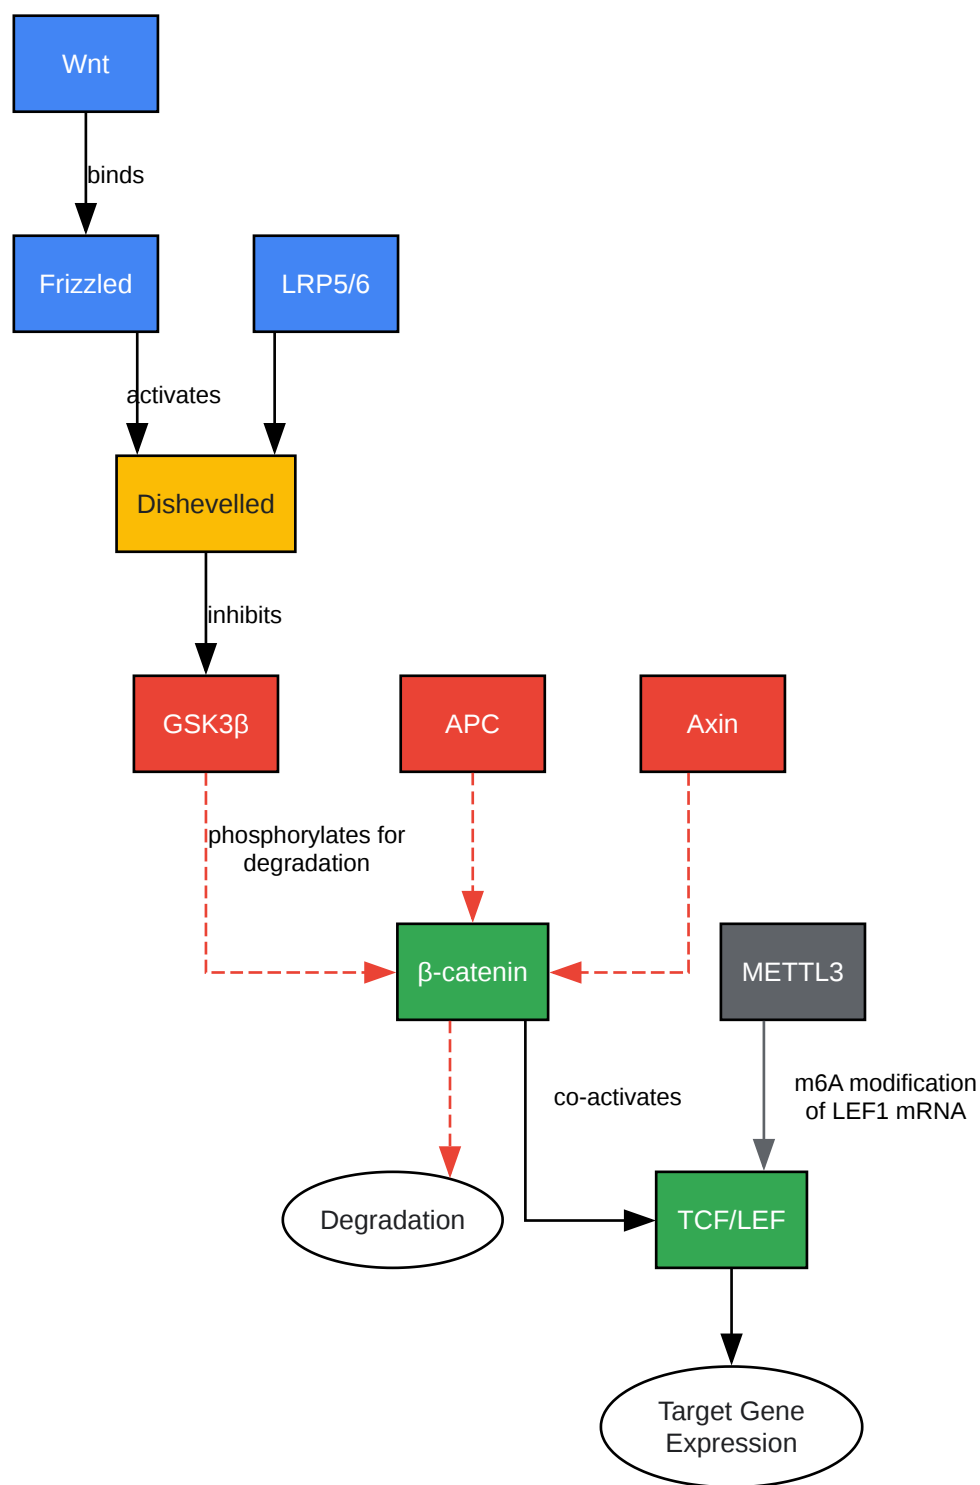 Wnt
binds
Frizzled
LRP5/6
activates
Dishevelled
inhibits
GSK3β
APC
Axin
phosphorylates for
degradation
β-catenin
METTL3
co-activates
m6A modification
of LEF1 mRNA
Degradation
TCF/LEF
Target Gene
Expression